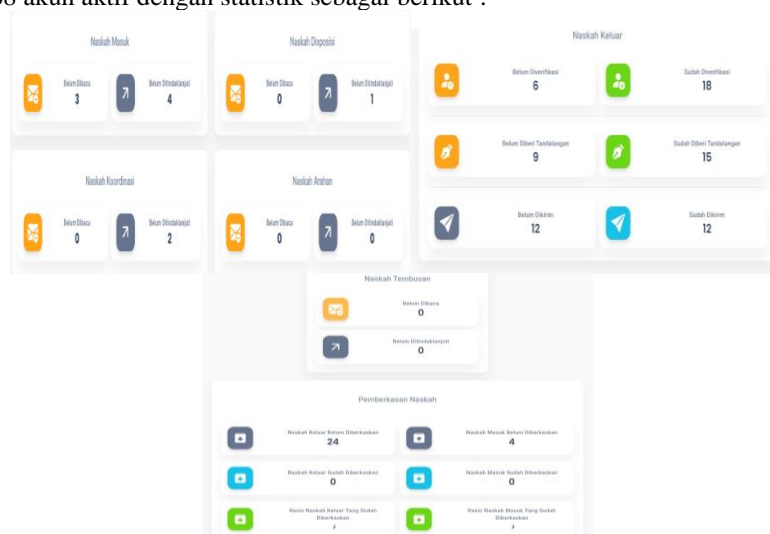 akun aktif dengan statistik sebagai berikut :
Naskah Masuk
Belum Dibaca
3
Belum Ditindaklanjuti
4
Naskah Disposisi
Belum Dibaca
0
Belum Ditindaklanjuti
1
Naskah Koordinasi
Belum Dibaca
0
Belum Ditindaklanjuti
2
Naskah Arahan
Belum Dibaca
0
Belum Ditindaklanjuti
0
Naskah Keluar
Belum Diverifikasi
6
Sudah Diverifikasi
18
Belum Diberi Tandatangan
9
Sudah Diberi Tandatangan
15
Belum Dikirim
12
Sudah Dikirim
12
Naskah Tembusan
Belum Dibaca
0
Belum Ditindaklanjuti
0
Pemberkasan Naskah
Naskah Keluar Belum Diberkaskan
24
Naskah Masuk Belum Diberkaskan
4
Naskah Keluar Sudah Diberkaskan
0
Naskah Masuk Sudah Diberkaskan
0
Rasio Naskah Keluar Yang Sudah
Diberkaskan
Rasio Naskah Masuk Yang Sudah
Diberkaskan